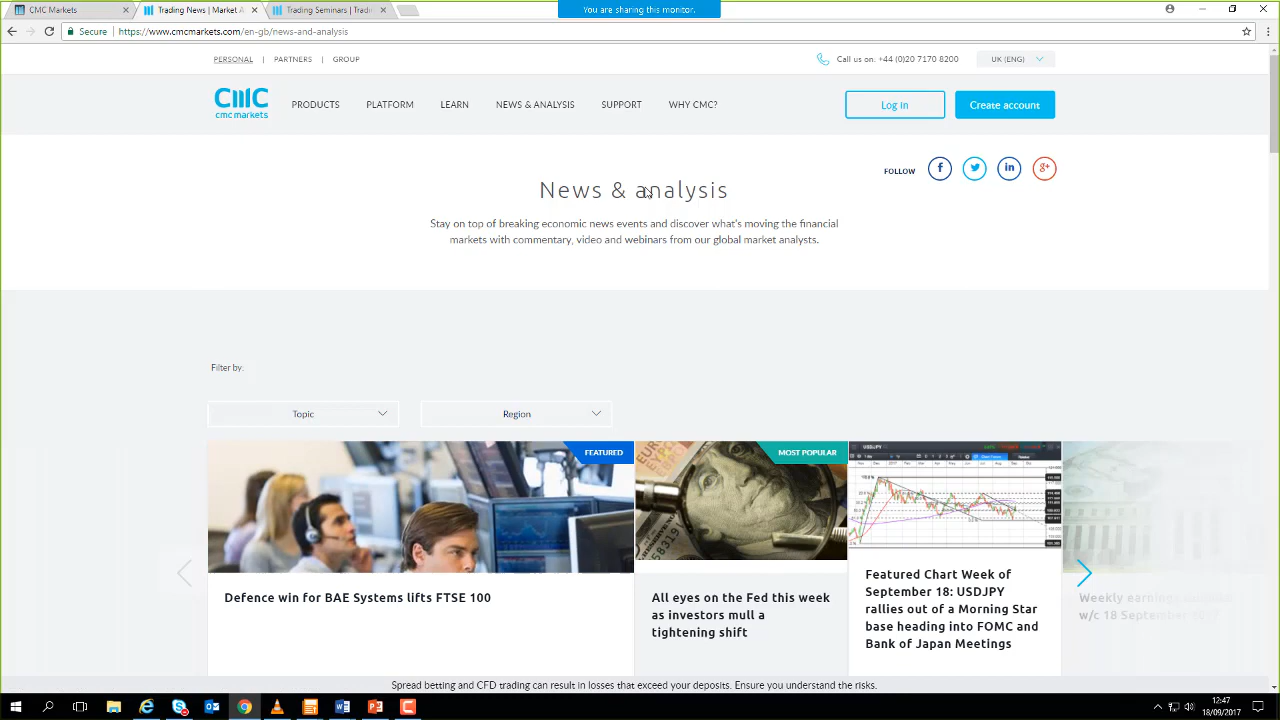 CMC Markets
Trading News | Market A
Trading Seminars | Tradi
You are sharing this monitor.
Secure
https://www.cmcmarkets.com/en-gb/news-and-analysis
PERSONAL | PARTNERS | GROUP
Call us on: +44 (0)20 7170 8200
UK (ENG)
cmc markets
PRODUCTS
PLATFORM
LEARN
NEWS & ANALYSIS
SUPPORT
WHY CMC?
Log in
Create account
FOLLOW
News & analysis
Stay on top of breaking economic news events and discover what's moving the financial
markets with commentary, video and webinars from our global market analysts.
Filter by:
Topic
Region
FEATURED
MOST POPULAR
USDJPY
Defence win for BAE Systems lifts FTSE 100
All eyes on the Fed this week
as investors mull a
tightening shift
Featured Chart Week of
September 18: USDJPY
rallies out of a Morning Star
base heading into FOMC and
Bank of Japan Meetings
Weekly earnings
w/c 18 September
Spread betting and CFD trading can result in losses that exceed your deposits. Ensure you understand the risks.
12:47
18/09/2017